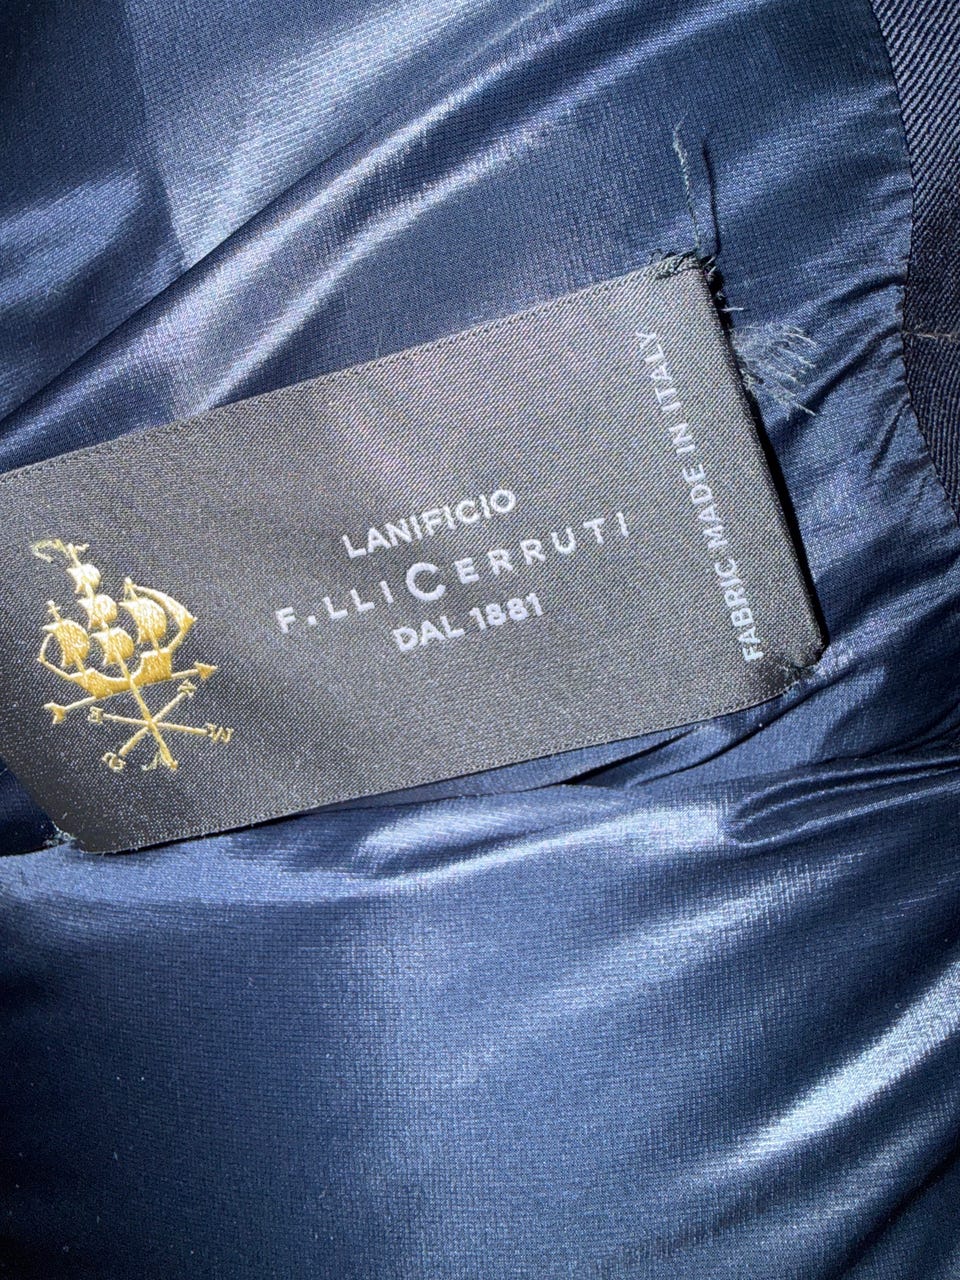 LANIFICIO
F.LLI CERRUTI
DAL 1881
FABRIC MADE IN ITALY